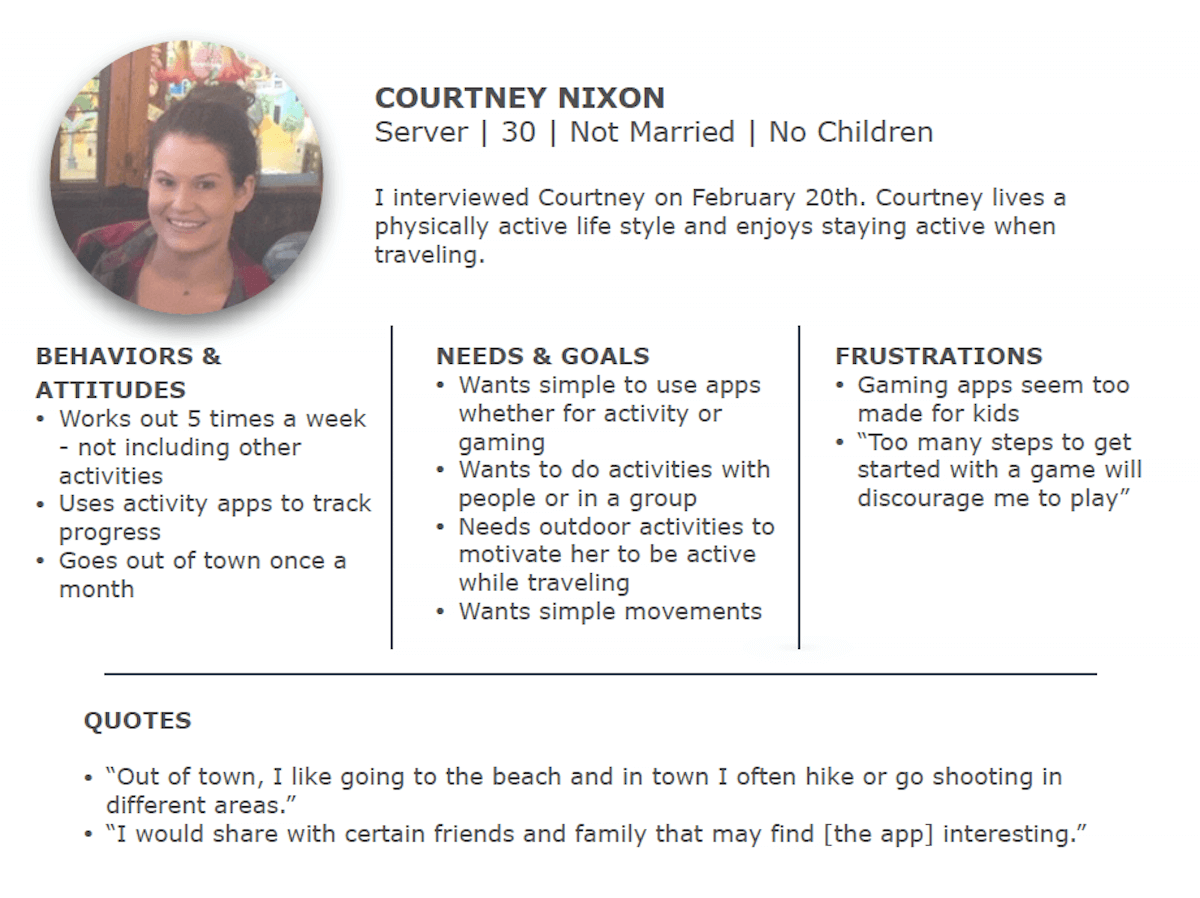 COURTNEY NIXON
Server | 30 | Not Married | No Children
I interviewed Courtney on February 20th. Courtney lives a
physically active life style and enjoys staying active when
traveling.
BEHAVIORS &
ATTITUDES
• Works out 5 times a week
- not including other
activities
• Uses activity apps to track
progress
• Goes out of town once a
month
NEEDS & GOALS
• Wants simple to use apps
whether for activity or
gaming
• Wants to do activities with
people or in a group
• Needs outdoor activities to
motivate her to be active
while traveling
• Wants simple movements
FRUSTRATIONS
• Gaming apps seem too
made for kids
• “Too many steps to get
started with a game will
discourage me to play”
QUOTES
• “Out of town, I like going to the beach and in town I often hike or go shooting in
different areas.”
• “I would share with certain friends and family that may find [the app] interesting.”